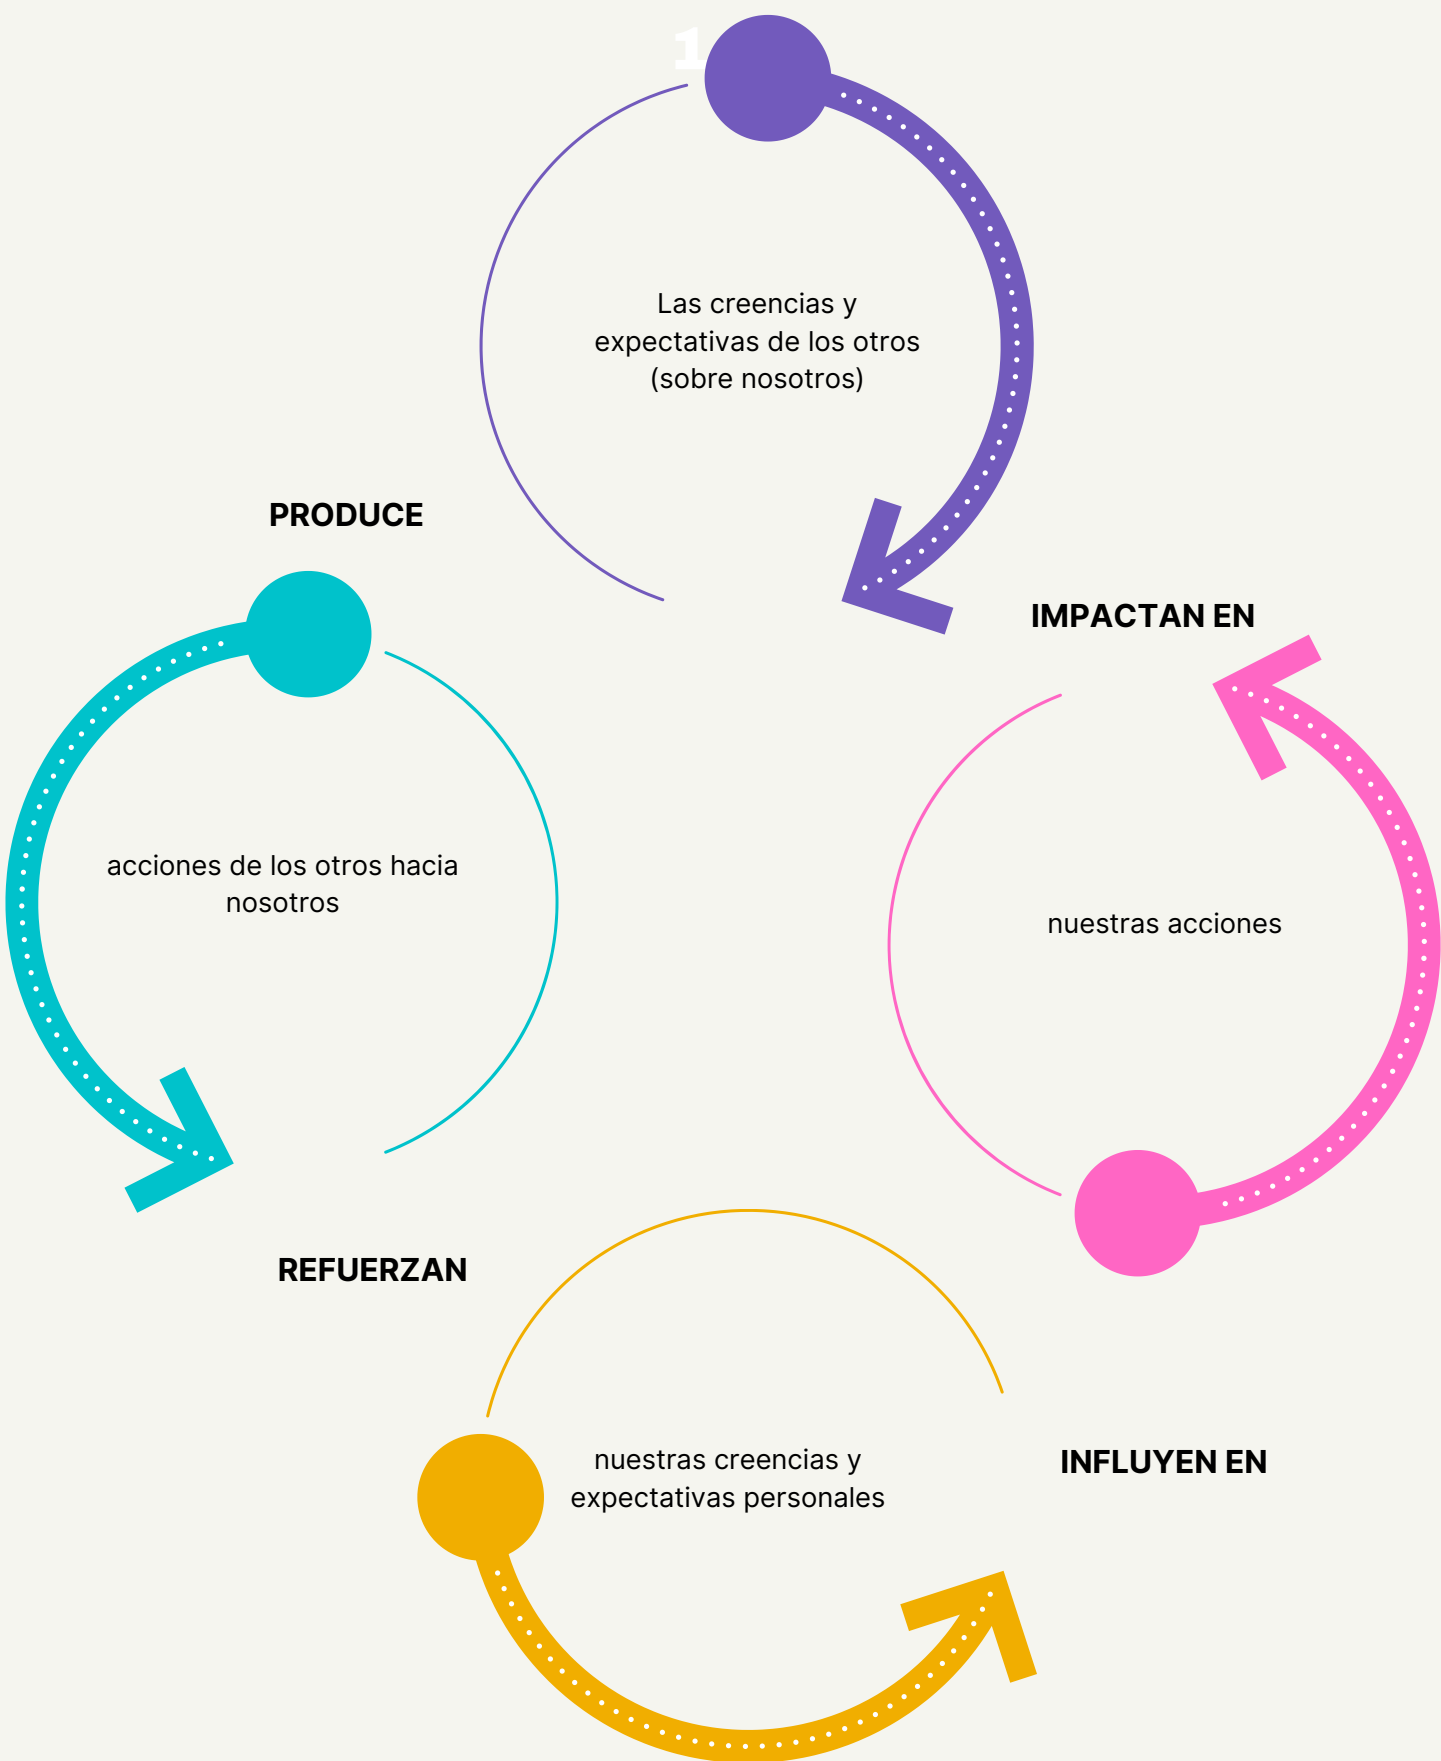 1
Las creencias y
expectativas de los otros
(sobre nosotros)
PRODUCE
IMPACTAN EN
acciones de los otros hacia
nosotros
nuestras acciones
REFUERZAN
nuestras creencias y
expectativas personales
INFLUYEN EN